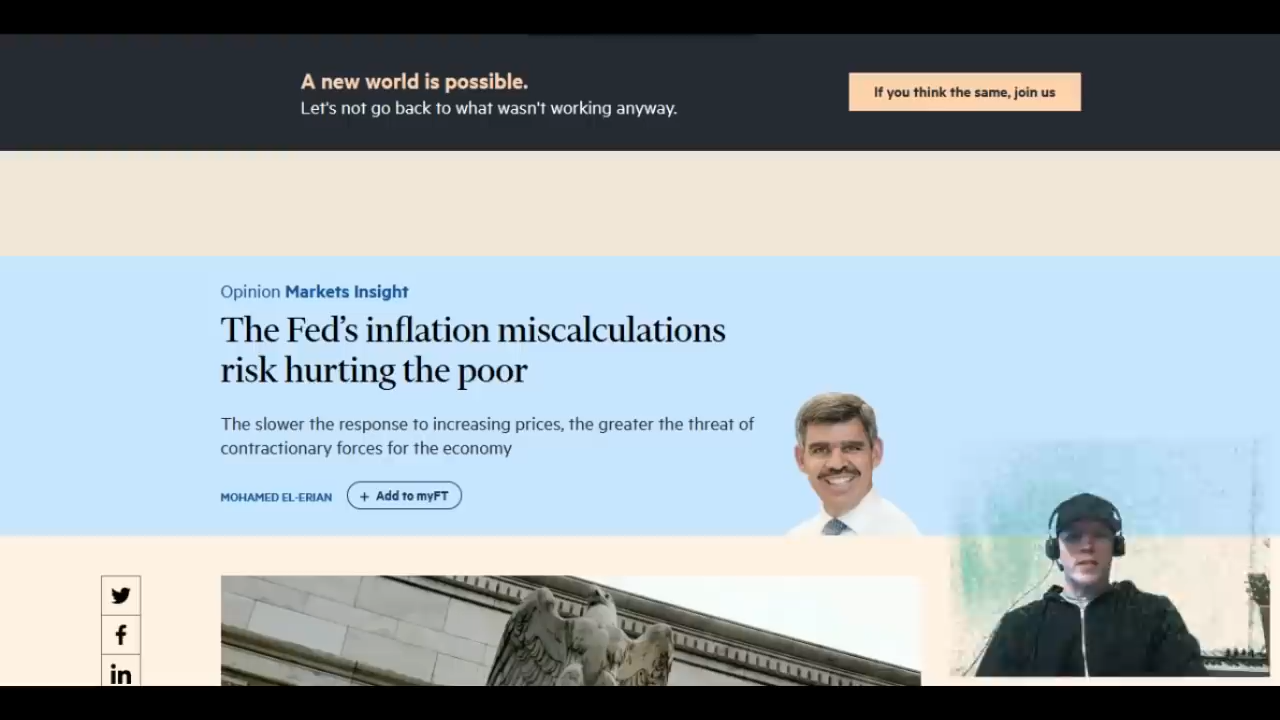 A new world is possible.
Let's not go back to what wasn't working anyway.
If you think the same, join us
Opinion Markets Insight
The Fed's inflation miscalculations
risk hurting the poor
The slower the response to increasing prices, the greater the threat of
contractionary forces for the economy
MOHAMED EL-ERIAN
+ Add to myFT
f
in